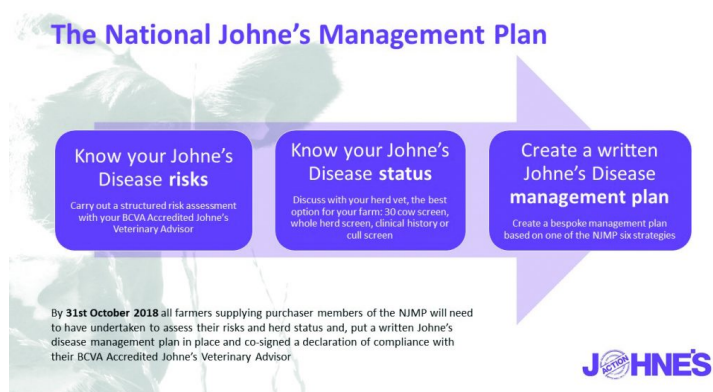 The National Johne's Management Plan
Know your Johne's
Disease risks
Carry out a structured risk assessment
with your BCVA Accredited Johne's
Veterinary Advisor
Know your Johne's
Disease status
Discuss with your herd vet, the best
option for your farm: 30 cow screen,
whole herd screen, clinical history or
cull screen
Create a written
Johne's Disease
management plan
Create a bespoke management plan
based on one of the NJMP six strategies
By 31st October 2018 all farmers supplying purchaser members of the NJMP will need
to have undertaken to assess their risks and herd status and, put a written Johne's
disease management plan in place and co-signed a declaration of compliance with
their BCVA Accredited Johne's Veterinary Advisor
ACTION
JOHNE'S